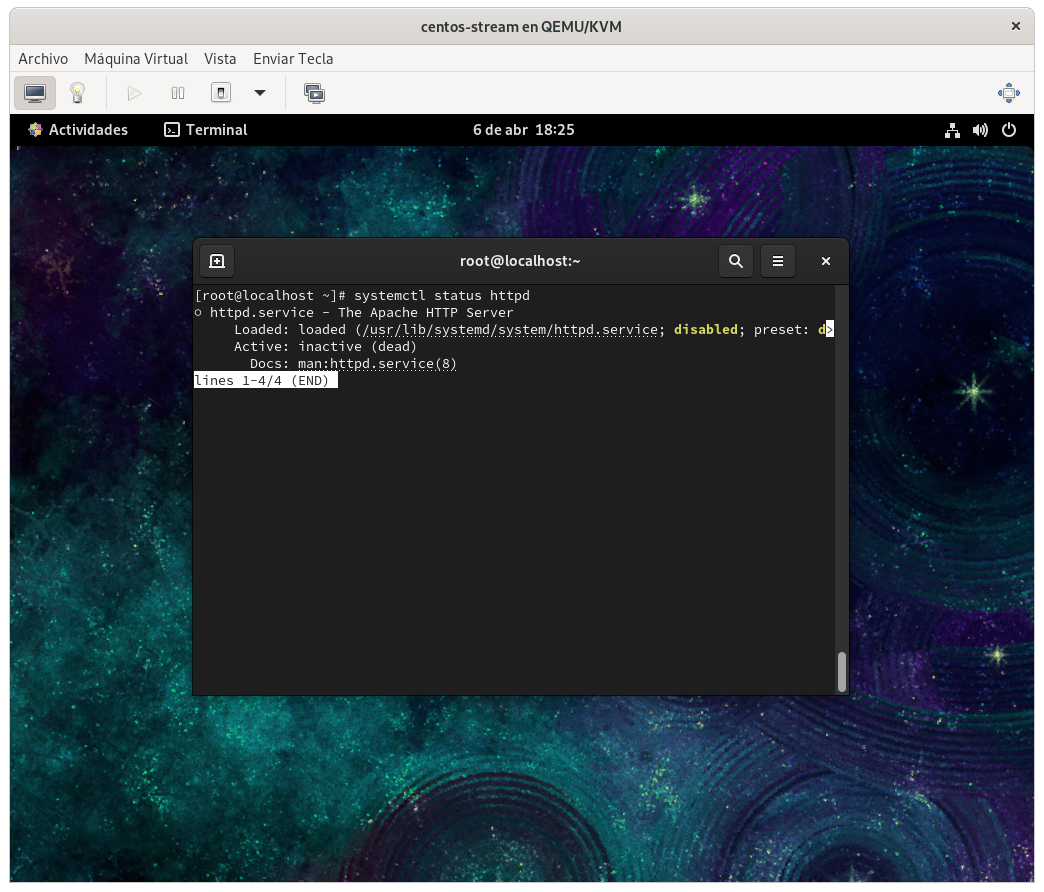 centos-stream en QEMU/KVM
Archivo Máquina Virtual Vista Enviar Tecla
Actividades Terminal 6 de abr 18:25
root@localhost:~
[root@localhost ~]# systemctl status httpd
○ httpd.service - The Apache HTTP Server
Loaded: loaded (/usr/lib/systemd/system/httpd.service; disabled; preset: d>
Active: inactive (dead)
Docs: man:httpd.service(8)
lines 1-4/4 (END)